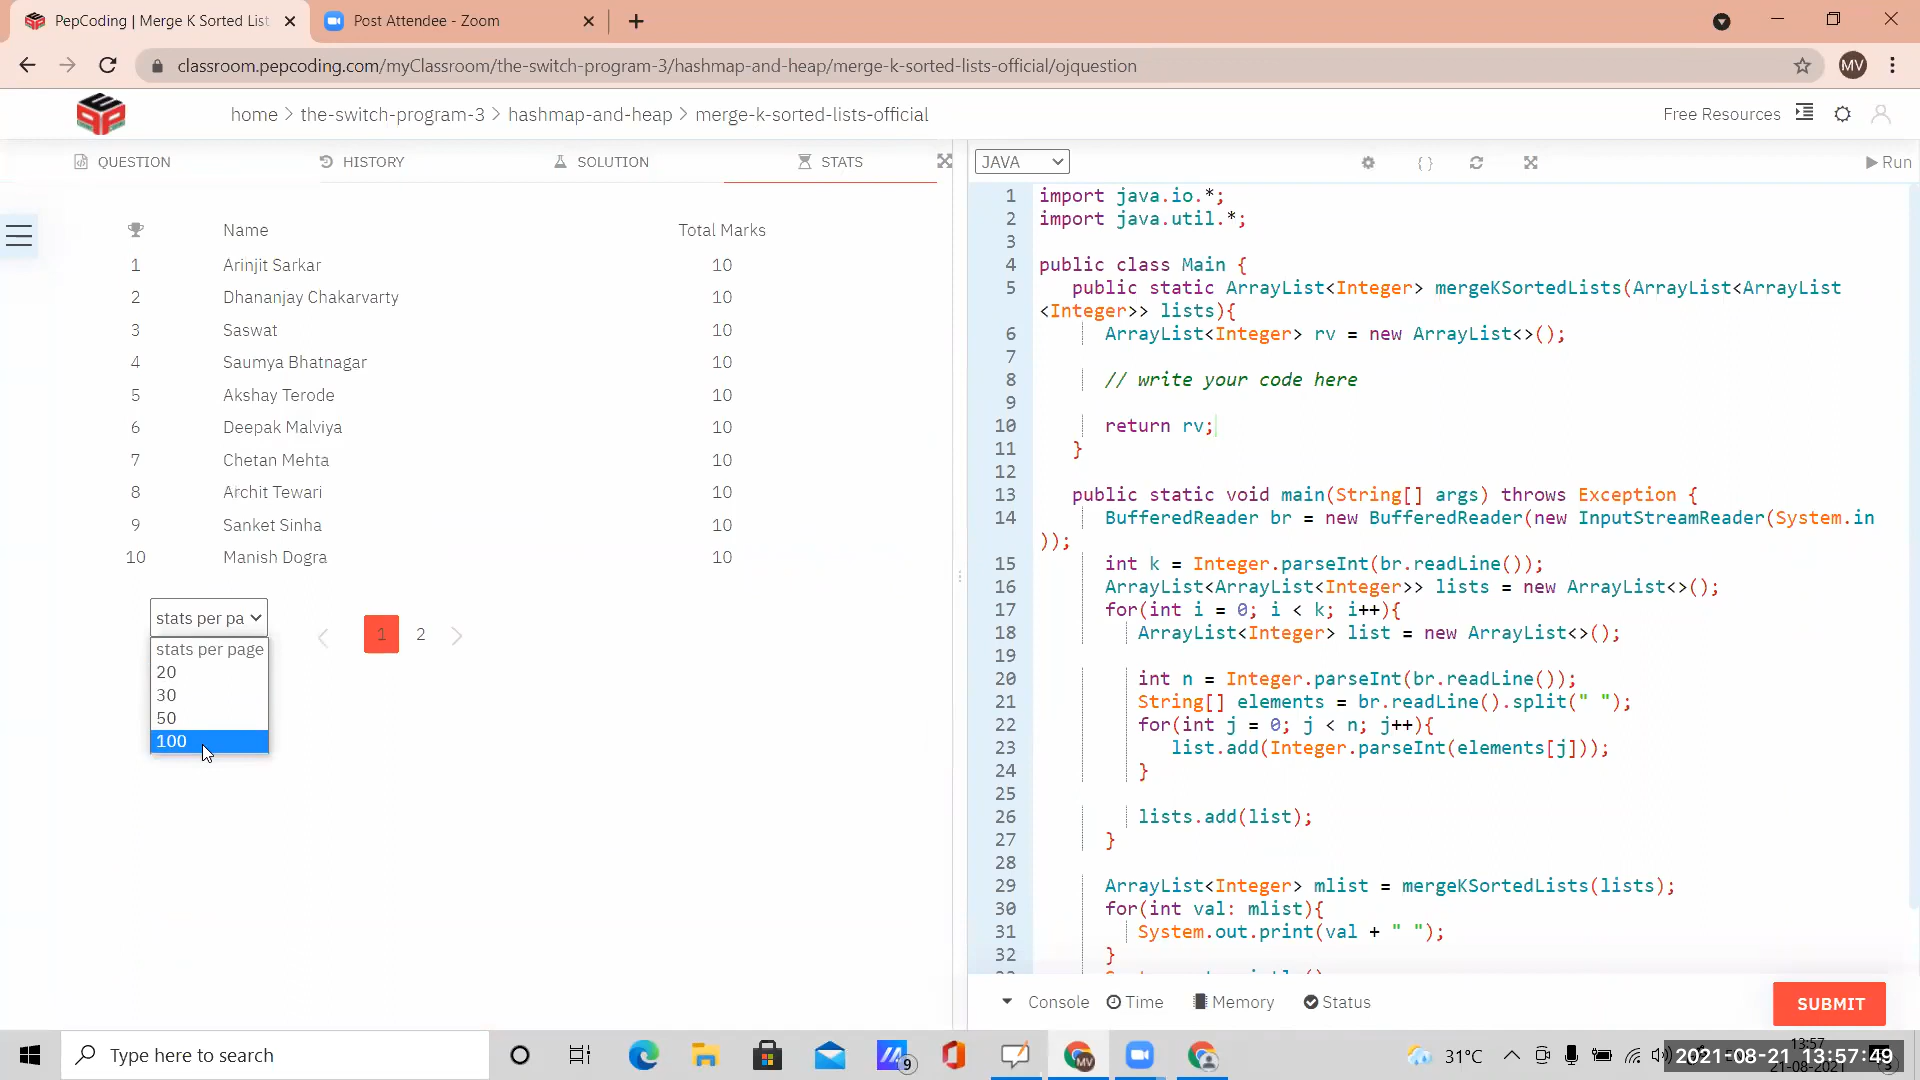 PepCoding | Merge K Sorted List
Post Attendee - Zoom
classroom.pepcoding.com/myClassroom/the-switch-program-3/hashmap-and-heap/merge-k-sorted-lists-official/ojquestion
MV
home > the-switch-program-3 > hashmap-and-heap > merge-k-sorted-lists-official
Free Resources
QUESTION HISTORY SOLUTION STATS
JAVA
Run
Name Total Marks
1 Arinjit Sarkar 10
2 Dhananjay Chakarvarty 10
3 Saswat 10
4 Saumya Bhatnagar 10
5 Akshay Terode 10
6 Deepak Malviya 10
7 Chetan Mehta 10
8 Archit Tewari 10
9 Sanket Sinha 10
10 Manish Dogra 10
stats per pa
1 2
stats per page
20
30
50
100
1 import java.io.*;
2 import java.util.*;
3
4 public class Main {
5 public static ArrayList<Integer> mergeKSortedLists(ArrayList<ArrayList
<Integer>> lists){
6 ArrayList<Integer> rv = new ArrayList<>();
7
8 // write your code here
9
10 return rv;
11 }
12
13 public static void main(String[] args) throws Exception {
14 BufferedReader br = new BufferedReader(new InputStreamReader(System.in
));
15 int k = Integer.parseInt(br.readLine());
16 ArrayList<ArrayList<Integer>> lists = new ArrayList<>();
17 for(int i = 0; i < k; i++){
18 ArrayList<Integer> list = new ArrayList<>();
19
20 int n = Integer.parseInt(br.readLine());
21 String[] elements = br.readLine().split(" ");
22 for(int j = 0; j < n; j++){
23 list.add(Integer.parseInt(elements[j]));
24 }
25
26 lists.add(list);
27 }
28
29 ArrayList<Integer> mlist = mergeKSortedLists(lists);
30 for(int val: mlist){
31 System.out.print(val + " ");
32 }
Console Time Memory Status
SUBMIT
Type here to search
9
31°C
13:57
21-08-2021
2021-08-21 13:57:49